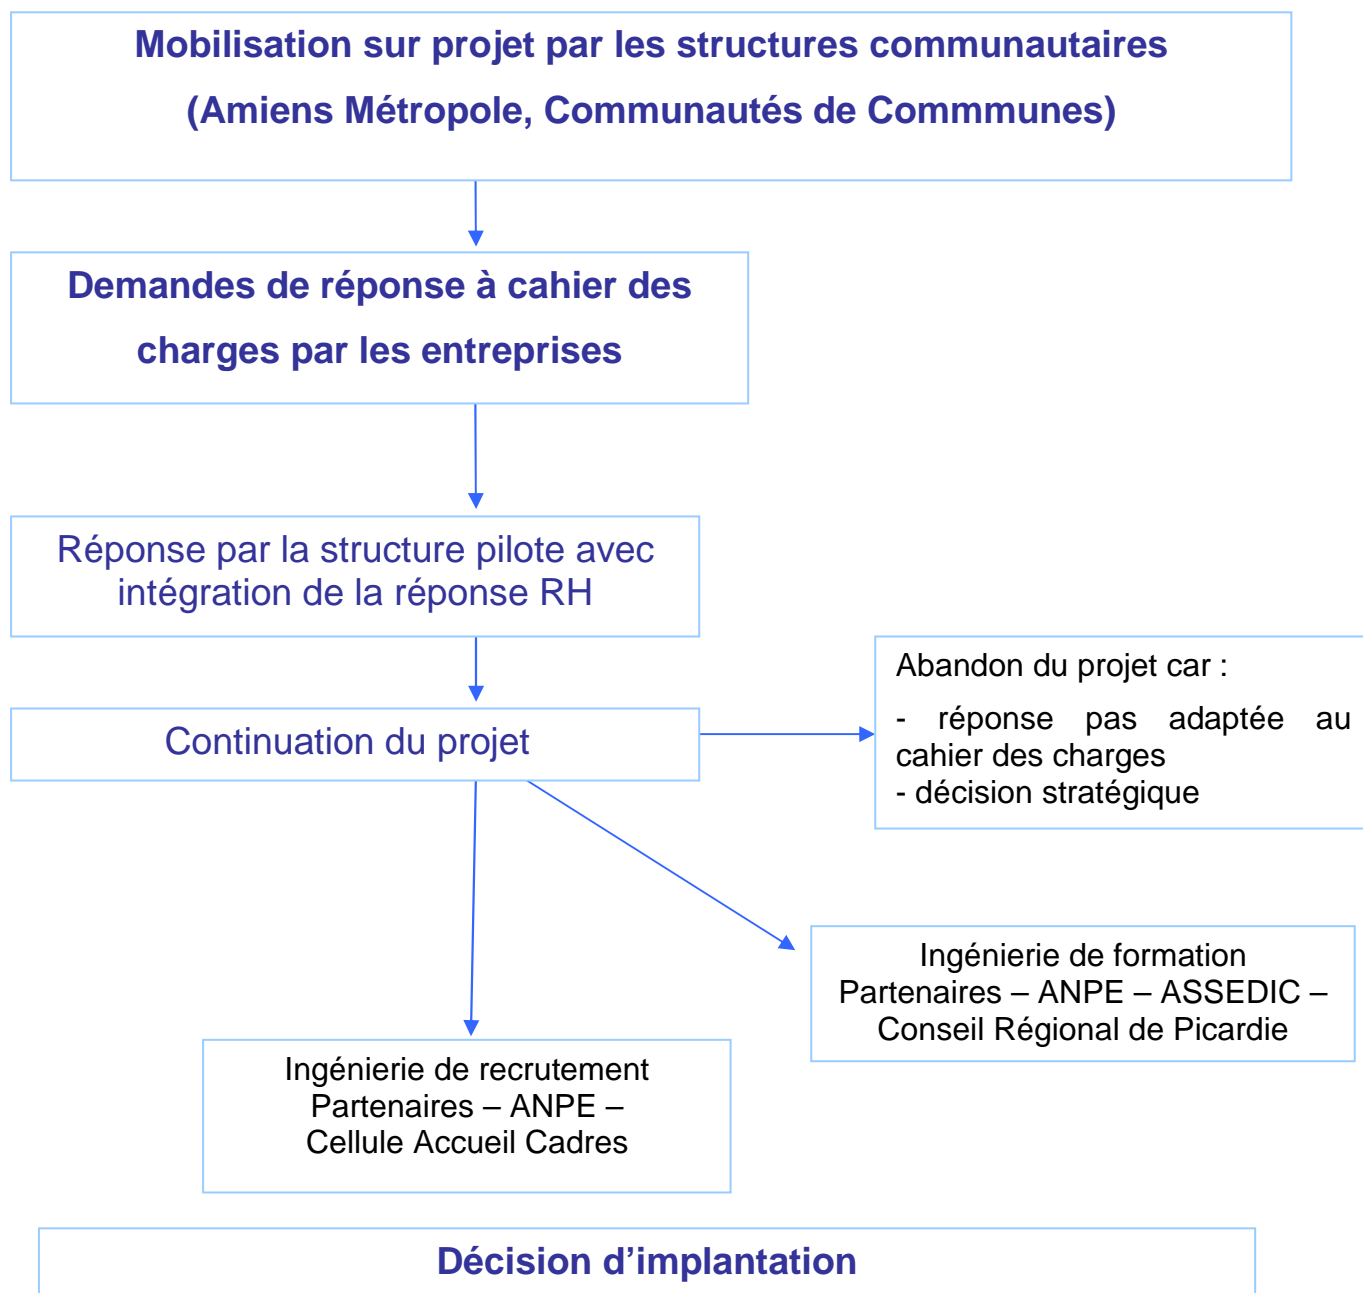 Mobilisation sur projet par les structures communautaires
(Amiens Métropole, Communautés de Commmunes)
Demandes de réponse à cahier des
charges par les entreprises
Réponse par la structure pilote avec
intégration de la réponse RH
Continuation du projet
Abandon du projet car :
- réponse pas adaptée au
cahier des charges
- décision stratégique
Ingénierie de formation
Partenaires – ANPE – ASSEDIC –
Conseil Régional de Picardie
Ingénierie de recrutement
Partenaires – ANPE –
Cellule Accueil Cadres
Décision d’implantation